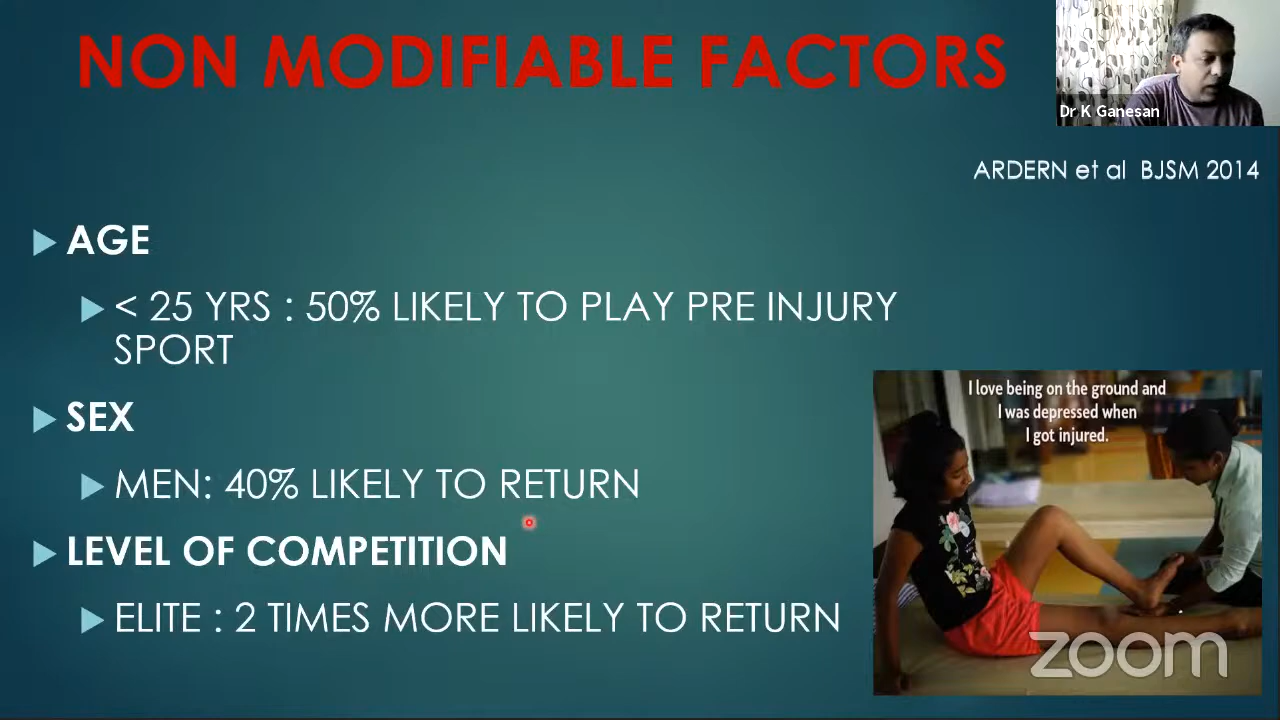 NON MODIFIABLE FACTORS
Dr K Ganesan
ARDERN et al BJSM 2014
AGE
< 25 YRS : 50% LIKELY TO PLAY PRE INJURY
SPORT
SEX
MEN: 40% LIKELY TO RETURN
LEVEL OF COMPETITION
ELITE : 2 TIMES MORE LIKELY TO RETURN
I love being on the ground and
I was depressed when
I got injured.
zoom